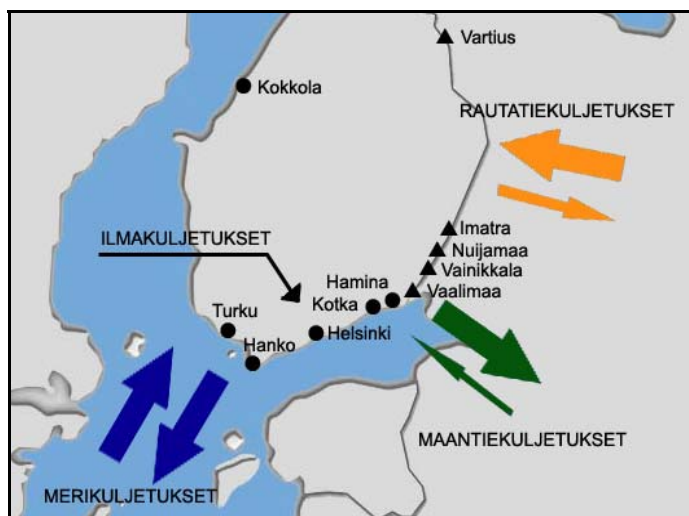 Vartius
Kokkola
RAUTATIEKULJETUKSET
Imatra
ILMAKULJETUKSET
Nuijamaa
Vainikkala
Hamina
Vaalimaa
Kotka
Turku
Helsinki
Hanko
MAANTIEKULJETUKSET
MERIKULJETUKSET